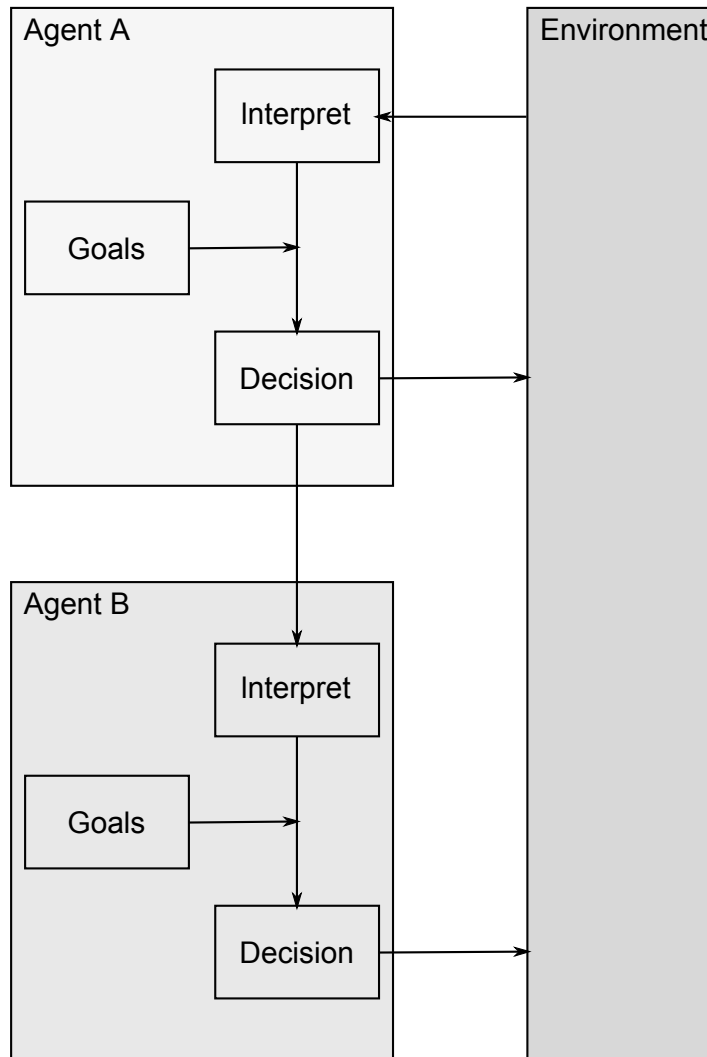 Agent A
Environment
Interpret
Goals
Decision
Agent B
Interpret
Goals
Decision